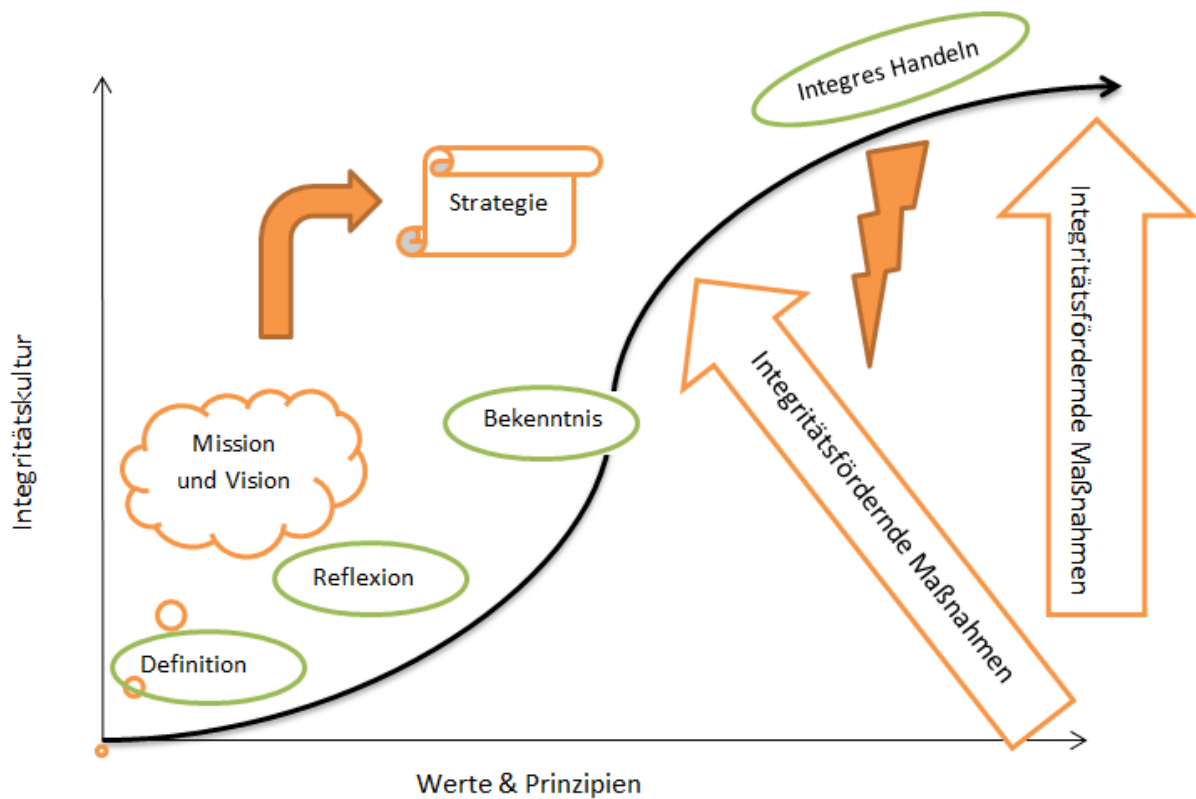 Integres Handeln
Strategie
Integritätsfördernde Maßnahmen
Integritätsfördernde Maßnahmen
Integritätskultur
Bekenntnis
Mission
und Vision
Reflexion
Definition
Werte & Prinzipien